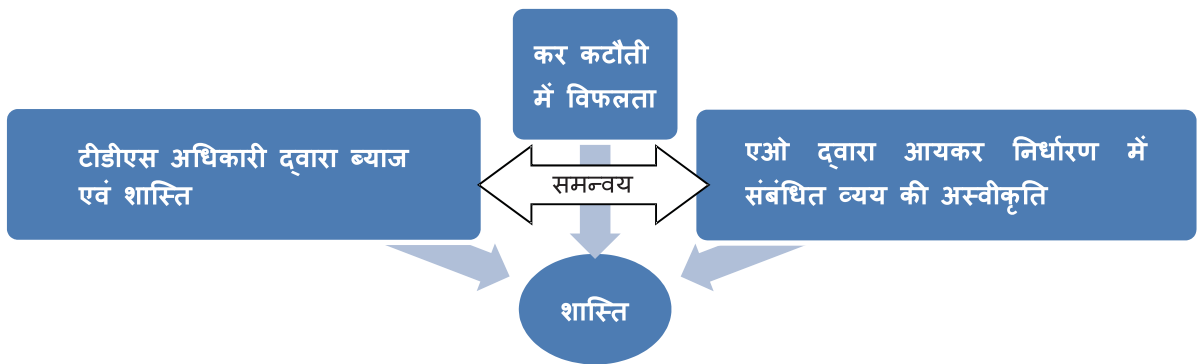 कर कटौती
में विफलता
टीडीएस अधिकारी द्वारा ब्याज
एवं शास्ति
समन्वय
एओ द्वारा आयकर निर्धारण में
संबंधित व्यय की अस्वीकृति
शास्ति